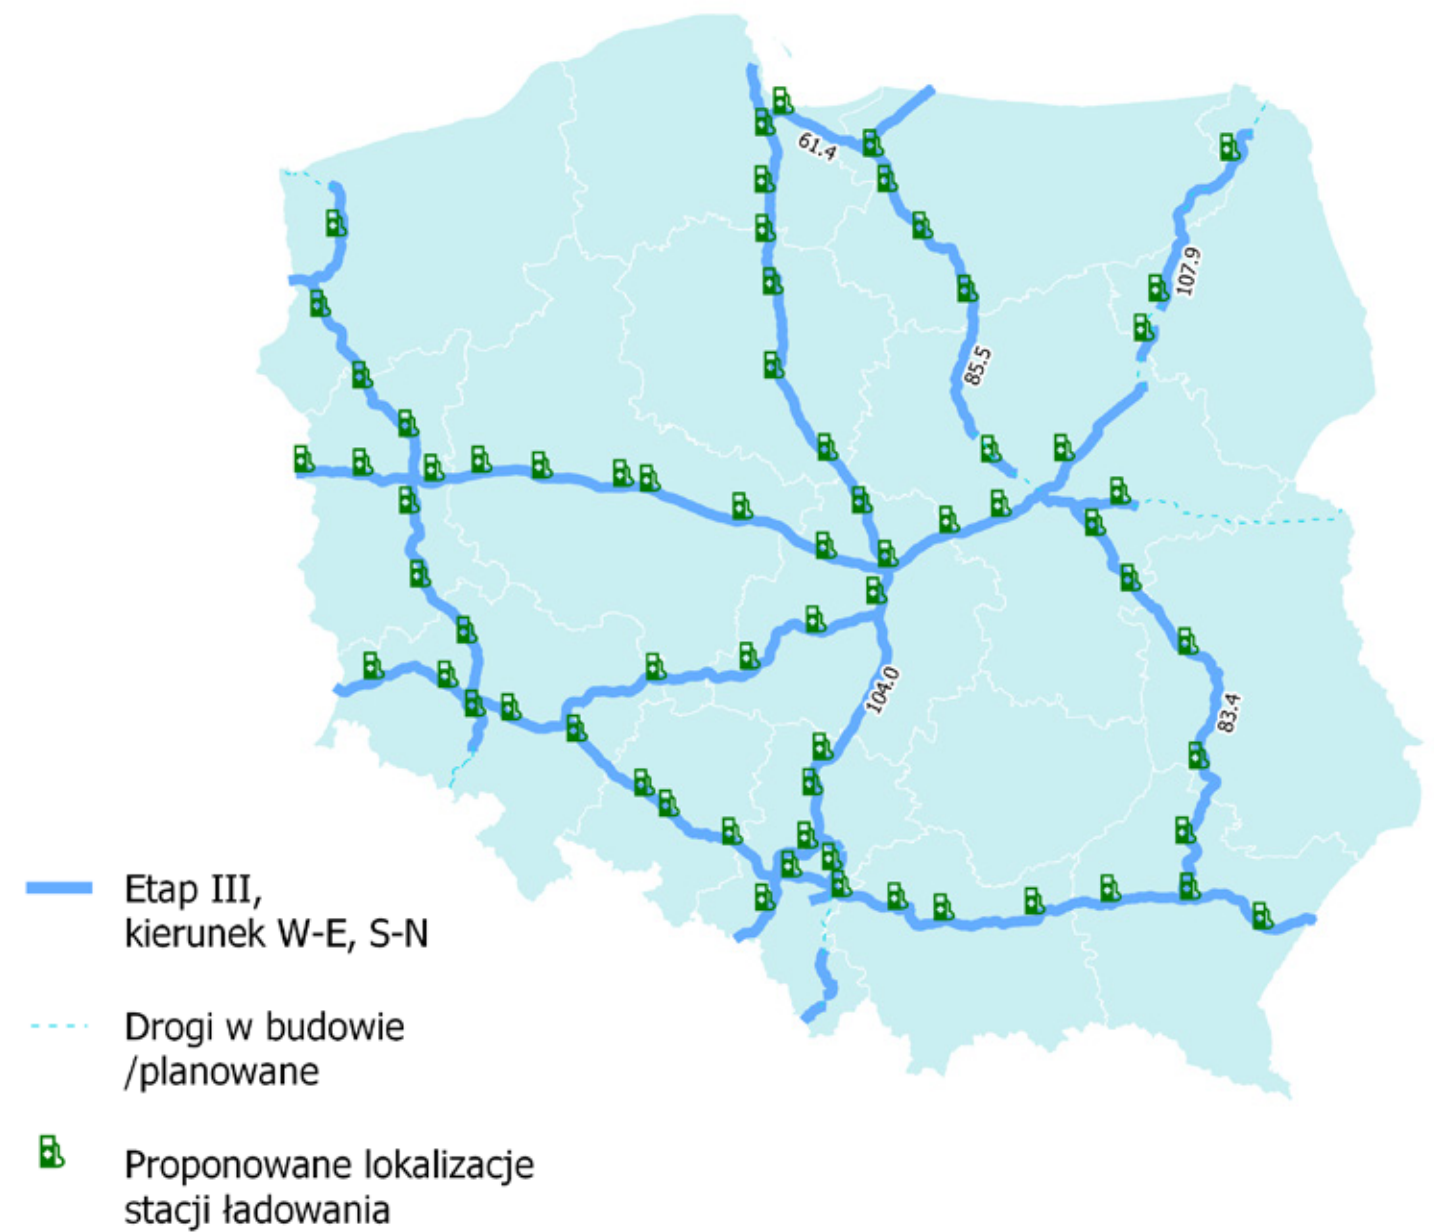 61.4
107.9
85.5
104.0
83.4
Etap III,
kierunek W-E, S-N
Drogi w budowie
/planowane
Proponowane lokalizacje
stacji ładowania